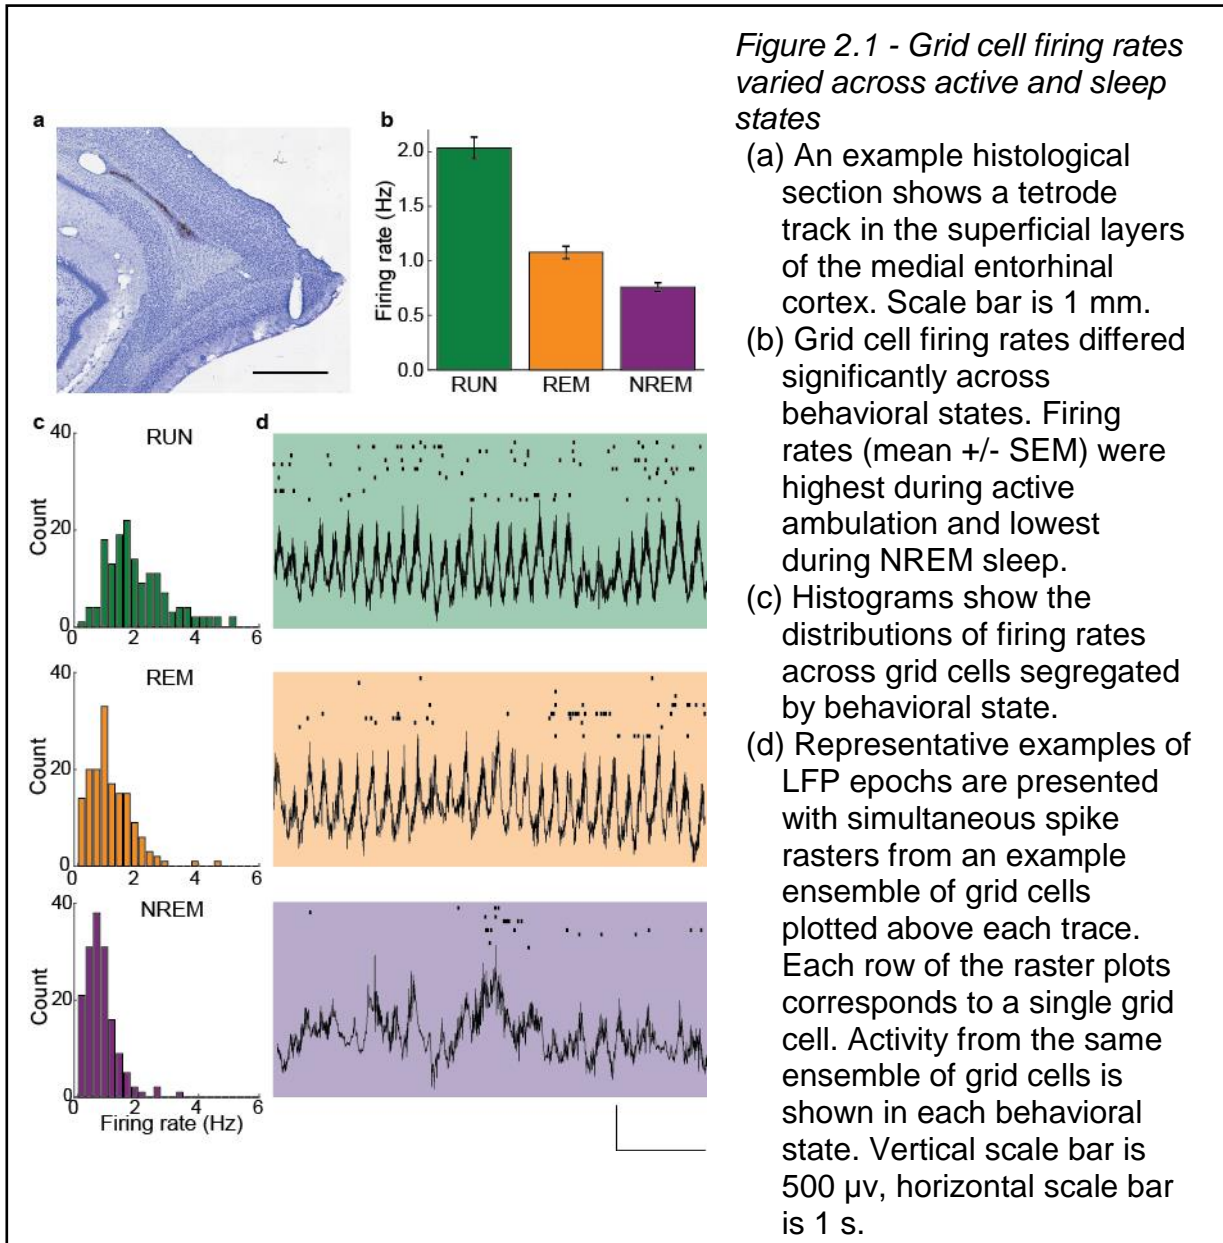 Figure 2.1 - Grid cell firing rates
varied across active and sleep
states
(a) An example histological
section shows a tetrode
track in the superficial layers
of the medial entorhinal
cortex. Scale bar is 1 mm.
(b) Grid cell firing rates differed
significantly across
behavioral states. Firing
rates (mean +/- SEM) were
highest during active
ambulation and lowest
during NREM sleep.
(c) Histograms show the
distributions of firing rates
across grid cells segregated
by behavioral state.
(d) Representative examples of
LFP epochs are presented
with simultaneous spike
rasters from an example
ensemble of grid cells
plotted above each trace.
Each row of the raster plots
corresponds to a single grid
cell. Activity from the same
ensemble of grid cells is
shown in each behavioral
state. Vertical scale bar is
500 µv, horizontal scale bar
is 1 s.
a
b
Firing rate (Hz)
2.0
1.5
1.0
0.5
0.0
RUN REM NREM
c
RUN
Count
40
20
0
0 2 4 6
REM
Count
40
20
0
0 2 4 6
NREM
Count
40
20
0
0 2 4 6
Firing rate (Hz)
d